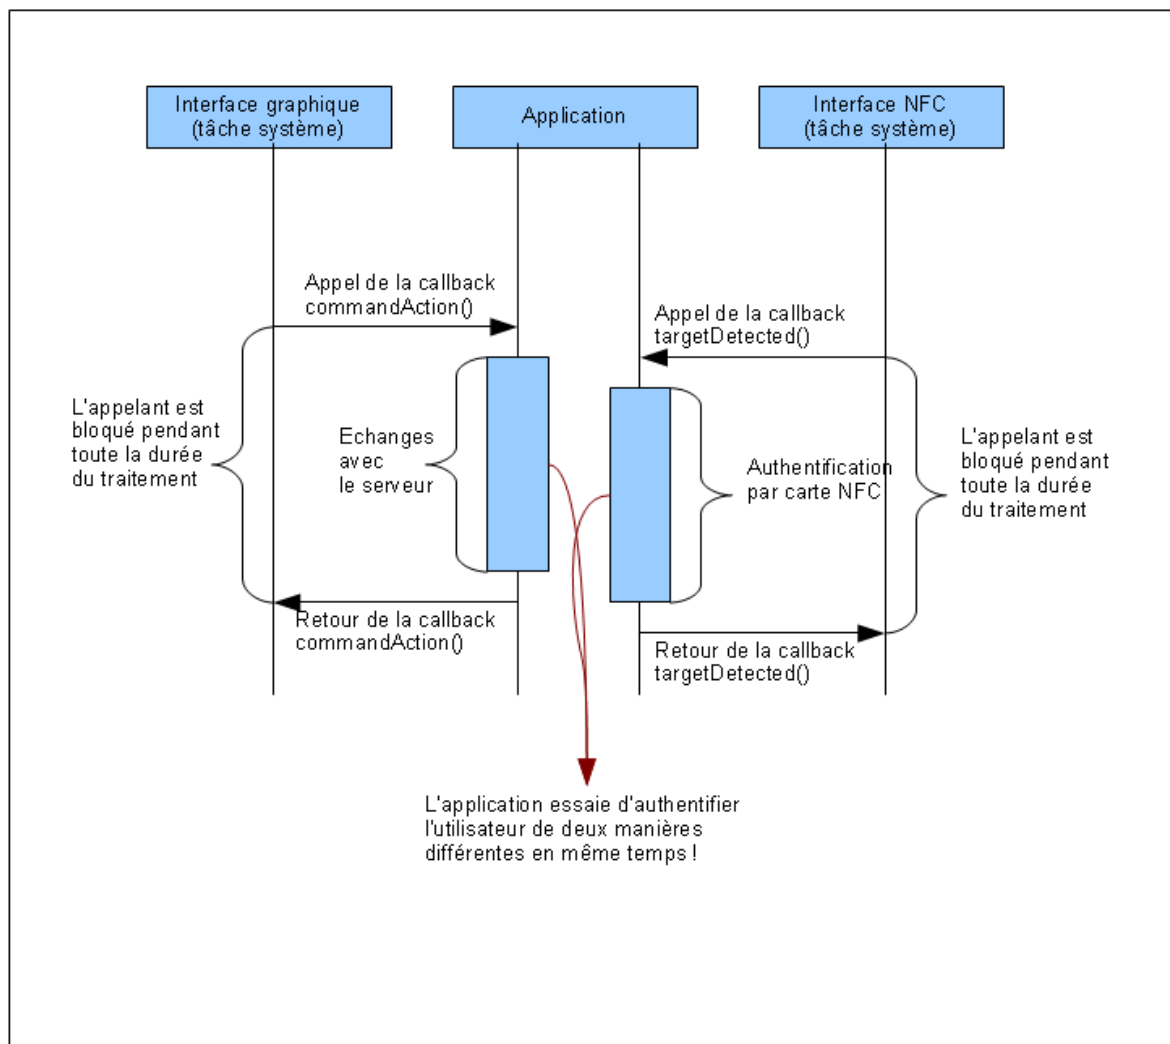 Interface graphique
(tâche système)
Application
Interface NFC
(tâche système)
Appel de la callback
commandAction()
Appel de la callback
targetDetected()
L'appelant est
bloqué pendant
toute la durée
du traitement
Echanges
avec
le serveur
Authentification
par carte NFC
L'appelant est
bloqué pendant
toute la durée
du traitement
Retour de la callback
commandAction()
Retour de la callback
targetDetected()
L'application essaie d'authentifier
l'utilisateur de deux manières
différentes en même temps !